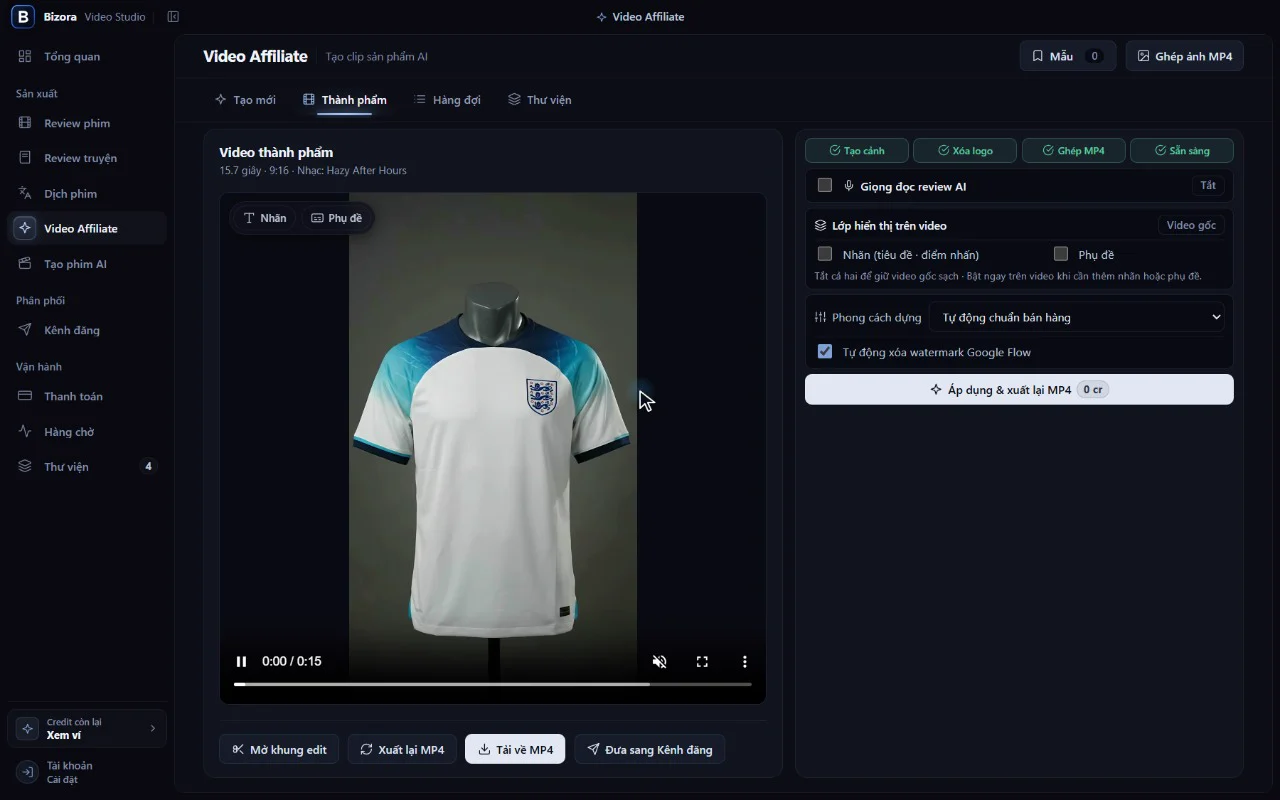 B Bizora Video Studio
Video Affiliate
Tổng quan
Sản xuất
Review phim
Review truyện
Dịch phim
Video Affiliate
Tạo phim AI
Phân phối
Kênh đăng
Vận hành
Thanh toán
Hàng chờ
Thư viện 4
Credit còn lại
Xem ví
Tài khoản
Cài đặt
Video Affiliate Tạo clip sản phẩm AI
Mẫu 0
Ghép ảnh MP4
Tạo mới
Thành phẩm
Hàng đợi
Thư viện
Video thành phẩm
15.7 giây · 9:16 · Nhạc: Hazy After Hours
Nhãn
Phụ đề
0:00 / 0:15
Mở khung edit
Xuất lại MP4
Tải về MP4
Đưa sang Kênh đăng
Tạo cảnh
Xóa logo
Ghép MP4
Sẵn sàng
Giọng đọc review AI
Tắt
Lớp hiển thị trên video
Video gốc
Nhãn (tiêu đề · điểm nhấn)
Phụ đề
Tắt cả hai để giữ video gốc sạch · Bật ngay trên video khi cần thêm nhãn hoặc phụ đề.
Phong cách dựng
Tự động chuẩn bán hàng
Tự động xóa watermark Google Flow
Áp dụng & xuất lại MP4 0 cr